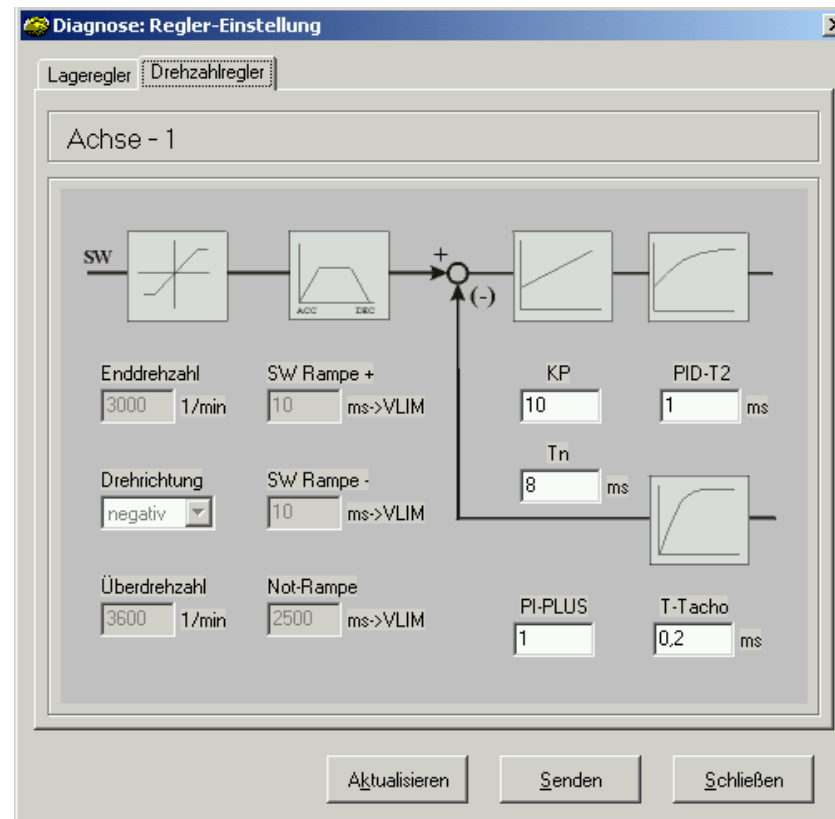 Diagnose: Regler-Einstellung
Lageregler Drehzahlregler
Achse - 1
SW
+
(-)
ACC DEC
Enddrehzahl
3000 1/min
SW Rampe +
10 ms->VLIM
KP
10
PID-T2
1 ms
Tn
8 ms
Drehrichtung
negativ
SW Rampe -
10 ms->VLIM
Überdrehzahl
3600 1/min
Not-Rampe
2500 ms->VLIM
PI-PLUS
1
T-Tacho
0,2 ms
Aktualisieren Senden Schließen